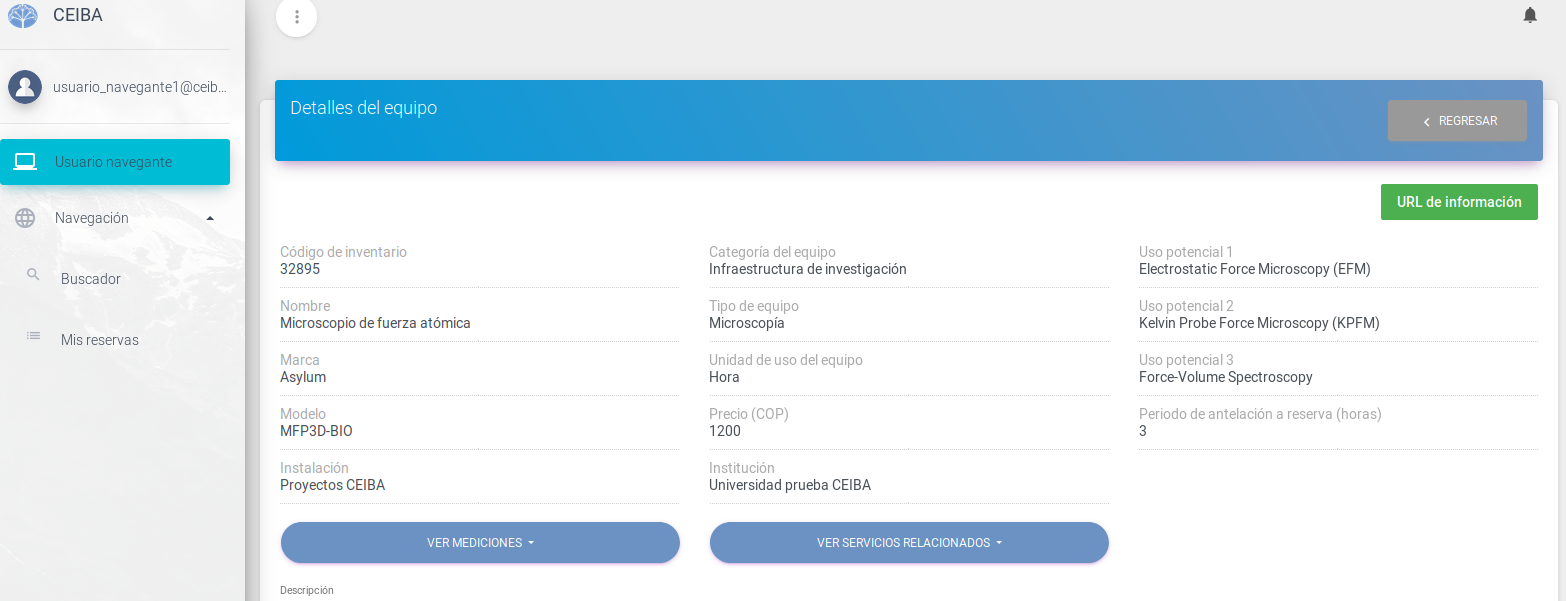 CEIBA
usuario_navegante1@ceib...
Usuario navegante
Navegación
Buscador
Mis reservas
Detalles del equipo
REGRESAR
URL de información
Código de inventario
32895
Nombre
Microscopio de fuerza atómica
Marca
Asylum
Modelo
MFP3D-BIO
Instalación
Proyectos CEIBA
VER MEDICIONES
Categoría del equipo
Infraestructura de investigación
Tipo de equipo
Microscopía
Unidad de uso del equipo
Hora
Precio (COP)
1200
Institución
Universidad prueba CEIBA
VER SERVICIOS RELACIONADOS
Uso potencial 1
Electrostatic Force Microscopy (EFM)
Uso potencial 2
Kelvin Probe Force Microscopy (KPFM)
Uso potencial 3
Force-Volume Spectroscopy
Periodo de antelación a reserva (horas)
3
Descripción